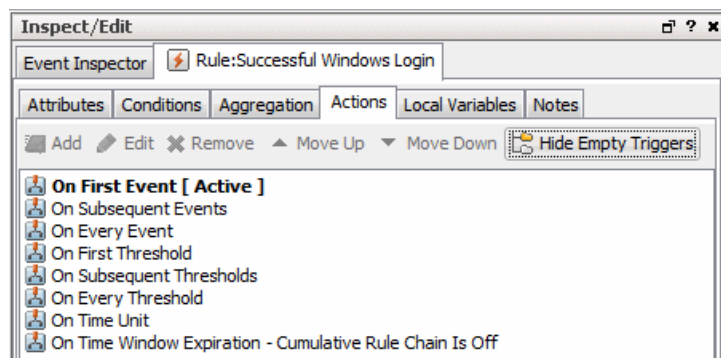 Inspect/Edit
Event Inspector Rule:Successful Windows Login
Attributes Conditions Aggregation Actions Local Variables Notes
Add Edit Remove Move Up Move Down Hide Empty Triggers
On First Event [ Active ]
On Subsequent Events
On Every Event
On First Threshold
On Subsequent Thresholds
On Every Threshold
On Time Unit
On Time Window Expiration - Cumulative Rule Chain Is Off